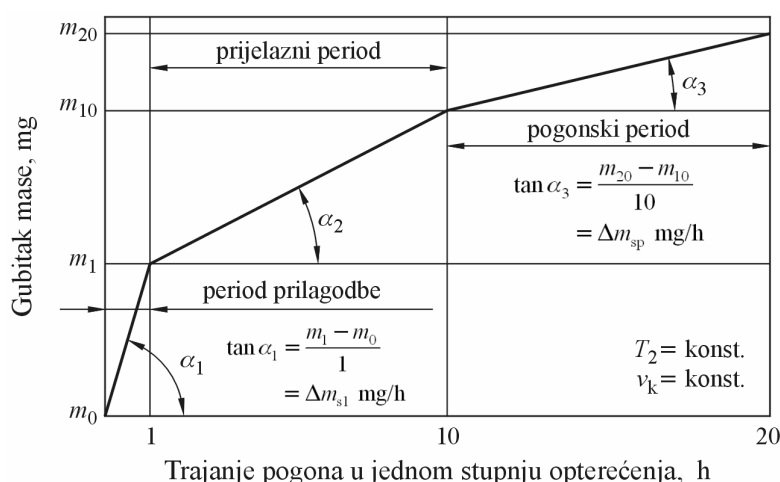 Gubitak mase, mg
m20
m10
m1
m0
prijelazni period
α3
pogonski period
tan α3 = (m20 − m10) / 10
= Δmsp mg/h
α2
period prilagodbe
tan α1 = (m1 − m0) / 1
= Δms1 mg/h
α1
T2 = konst.
vk = konst.
1 10 20
Trajanje pogona u jednom stupnju opterećenja, h